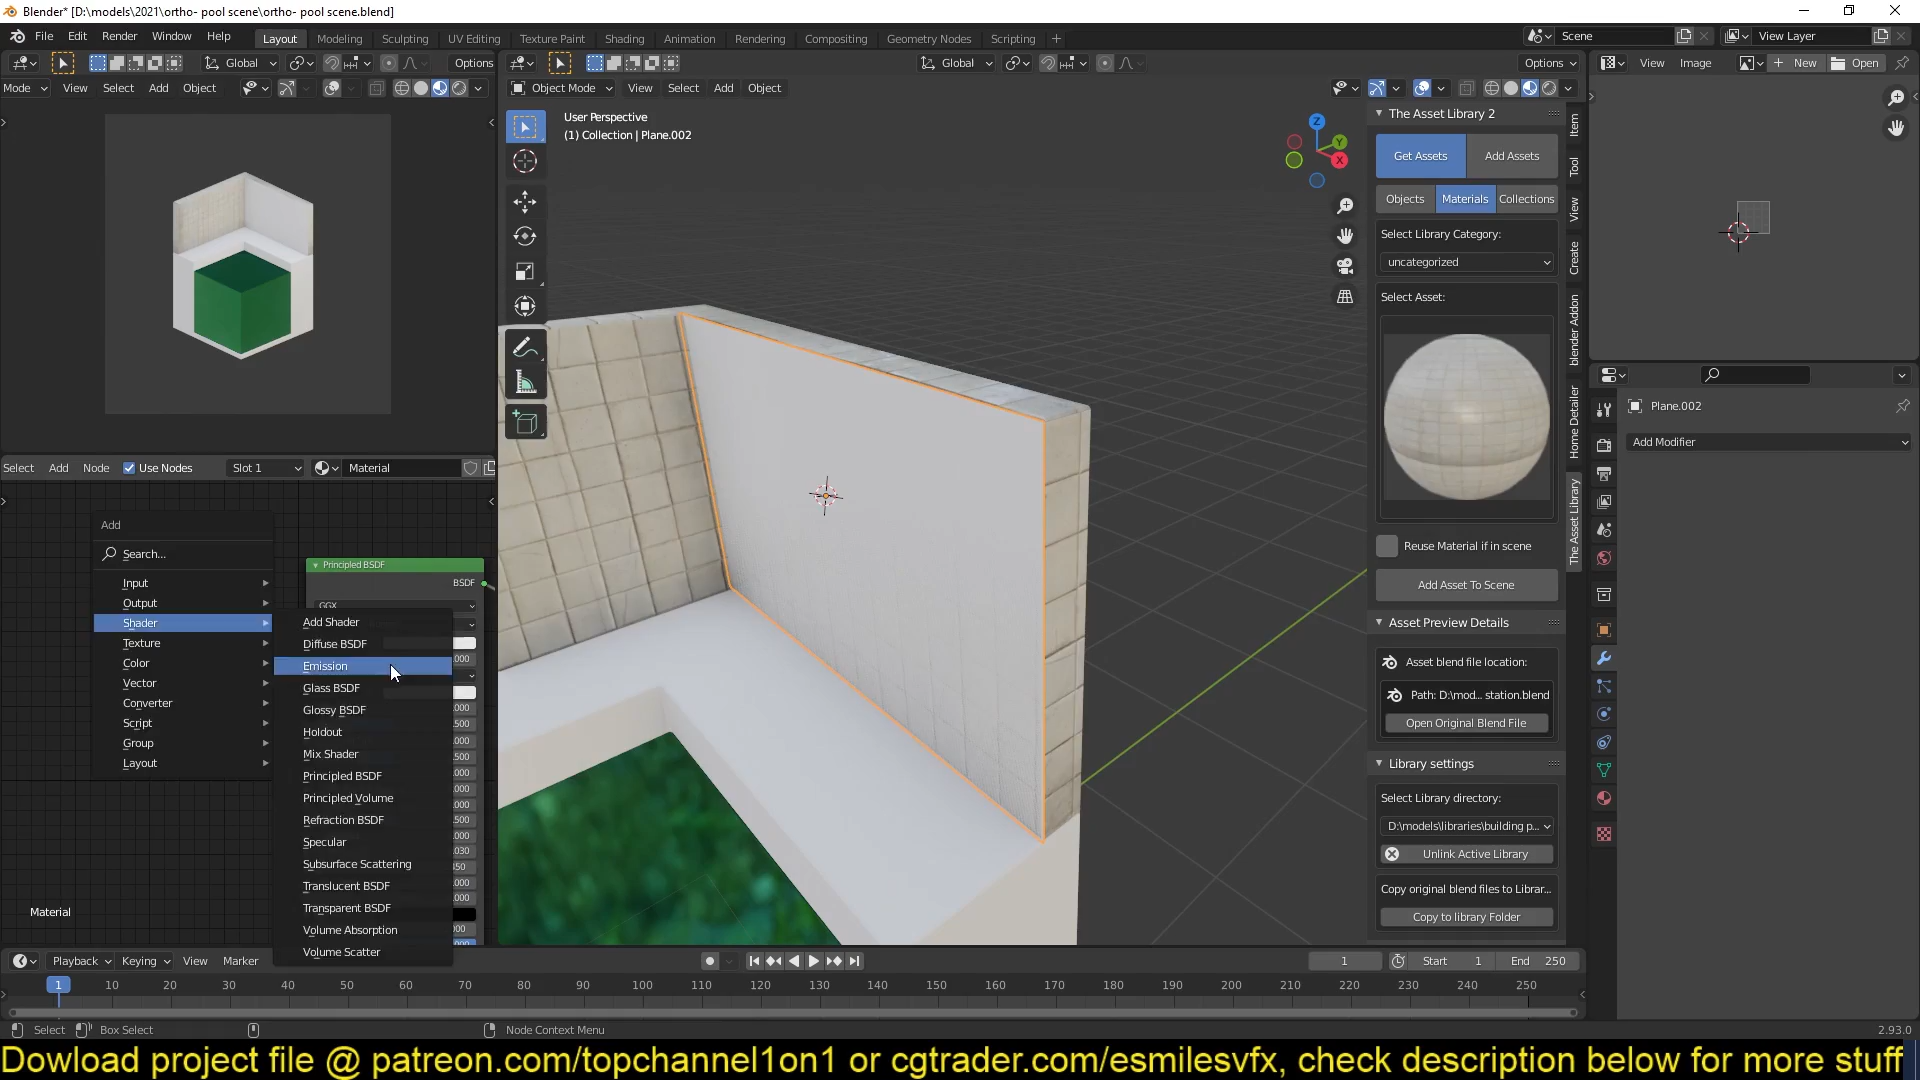 Blender* [D:\models\2021\ortho- pool scene\ortho- pool scene.blend]
File Edit Render Window Help Layout Modeling Sculpting UV Editing Texture Paint Shading Animation Rendering Compositing Geometry Nodes Scripting Scene View Layer
Global Options Global Options View Image New Open
Mode View Select Add Object Object Mode View Select Add Object
User Perspective
(1) Collection | Plane.002
Z
Y
X
The Asset Library 2
Get Assets Add Assets
Objects Materials Collections
Select Library Category:
uncategorized
Select Asset:
Reuse Material if in scene
Add Asset To Scene
Asset Preview Details
Asset blend file location:
Path: D:\mod... station.blend
Open Original Blend File
Library settings
Select Library directory:
D:\models\libraries\building p...
Unlink Active Library
Copy original blend files to Librar...
Copy to library Folder
Item
Tool
View
Create
blender Addon
Home Detailer
The Asset Library
Plane.002
Add Modifier
Select Add Node Use Nodes Slot 1 Material
Add
Search...
Input
Output
Shader
Texture
Color
Vector
Converter
Script
Group
Layout
Principled BSDF
BSDF
GGX
Add Shader
Diffuse BSDF
Emission
Glass BSDF
Glossy BSDF
Holdout
Mix Shader
Principled BSDF
Principled Volume
Refraction BSDF
Specular
Subsurface Scattering
Translucent BSDF
Transparent BSDF
Volume Absorption
Volume Scatter
Material
Playback Keying View Marker 1 Start 1 End 250
1 10 20 30 40 50 60 70 80 90 100 110 120 130 140 150 160 170 180 190 200 210 220 230 240 250
Select Box Select Node Context Menu 2.93.0
Dowload project file @ patreon.com/topchannel1on1 or cgtrader.com/esmilesvfx, check description below for more stuff